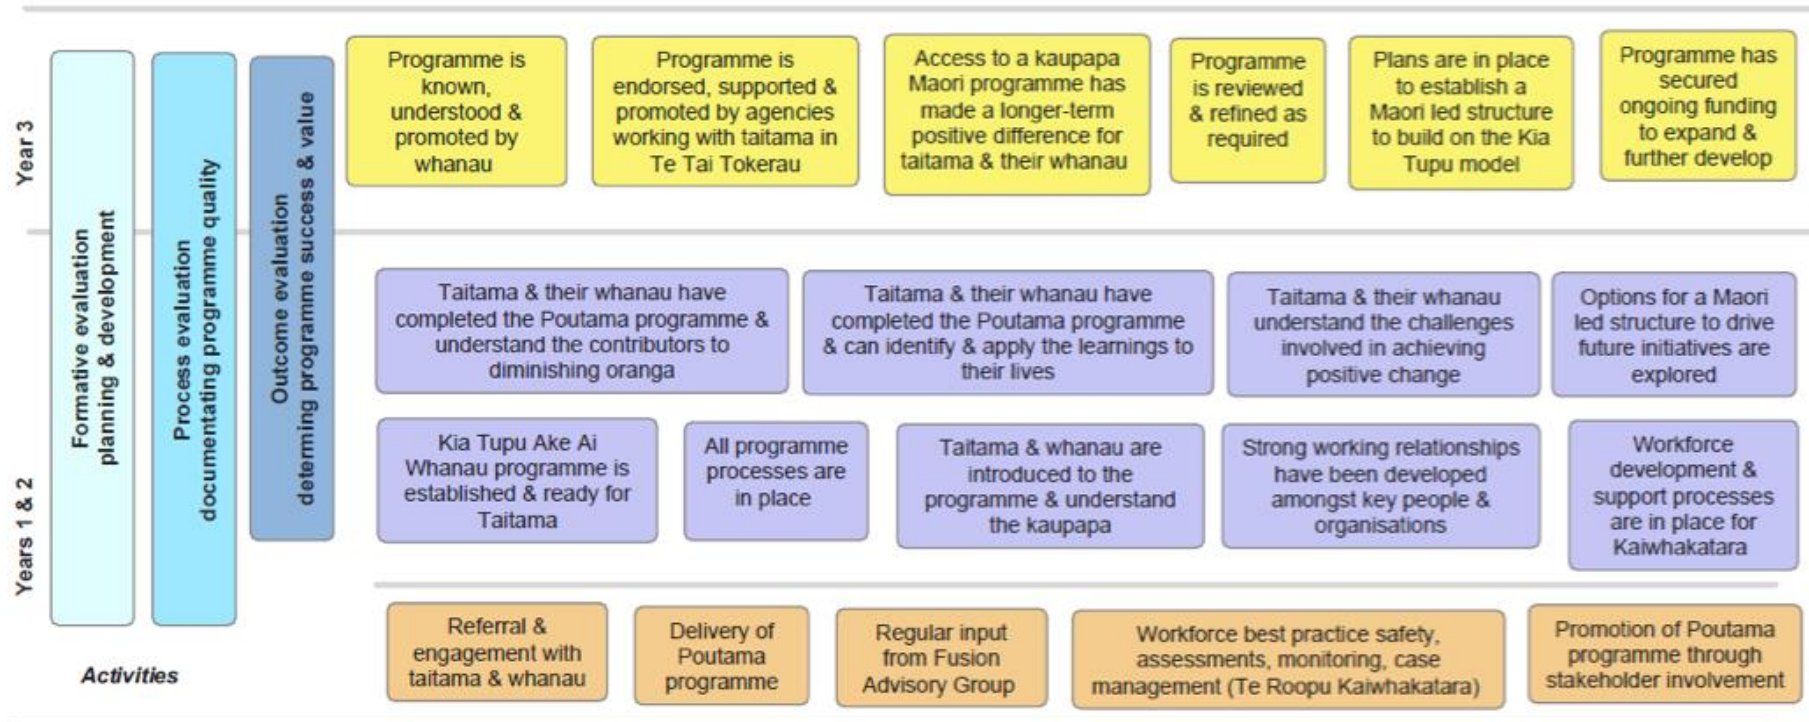 Year 3
Formative evaluation
planning & development
Process evaluation
documentating programme quality
Outcome evaluation
determining programme success & value
Programme is
known,
understood &
promoted by
whanau
Programme is
endorsed, supported &
promoted by agencies
working with taitama in
Te Tai Tokerau
Access to a kaupapa
Maori programme has
made a longer-term
positive difference for
taitama & their whanau
Programme
is reviewed
& refined as
required
Plans are in place
to establish a
Maori led structure
to build on the Kia
Tupu model
Programme has
secured
ongoing funding
to expand &
further develop
Years 1 & 2
Taitama & their whanau have
completed the Poutama programme &
understand the contributors to
diminishing oranga
Taitama & their whanau have
completed the Poutama programme
& can identify & apply the learnings to
their lives
Taitama & their whanau
understand the challenges
involved in achieving
positive change
Options for a Maori
led structure to drive
future initiatives are
explored
Kia Tupu Ake Ai
Whanau programme is
established & ready for
Taitama
All programme
processes are
in place
Taitama & whanau are
introduced to the
programme & understand
the kaupapa
Strong working relationships
have been developed
amongst key people &
organisations
Workforce
development &
support processes
are in place for
Kaiwhakatara
Activities
Referral &
engagement with
taitama & whanau
Delivery of
Poutama
programme
Regular input
from Fusion
Advisory Group
Workforce best practice safety,
assessments, monitoring, case
management (Te Roopu Kaiwhakatara)
Promotion of Poutama
programme through
stakeholder involvement